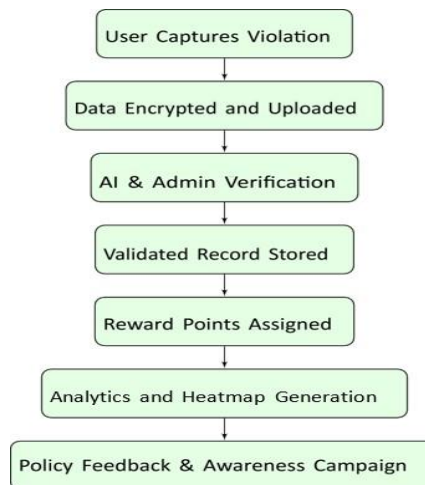 User Captures Violation
Data Encrypted and Uploaded
AI & Admin Verification
Validated Record Stored
Reward Points Assigned
Analytics and Heatmap Generation
Policy Feedback & Awareness Campaign